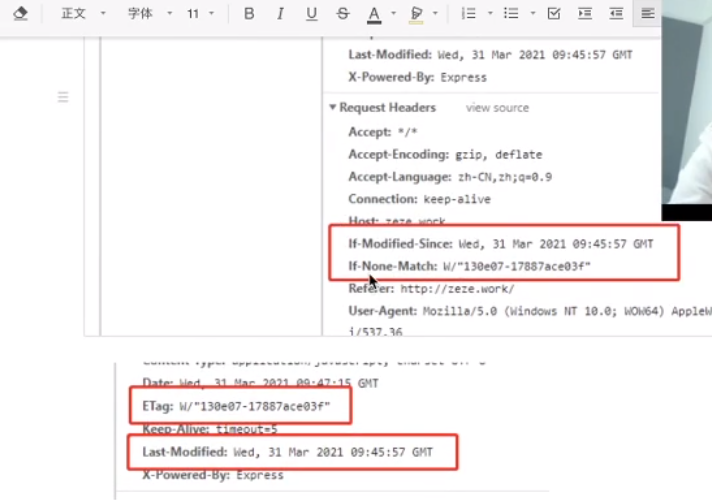 正文 字体 11 B I U S A
Last-Modified: Wed, 31 Mar 2021 09:45:57 GMT
X-Powered-By: Express
Request Headers view source
Accept: */*
Accept-Encoding: gzip, deflate
Accept-Language: zh-CN,zh;q=0.9
Connection: keep-alive
Host: zeze.work
If-Modified-Since: Wed, 31 Mar 2021 09:45:57 GMT
If-None-Match: W/"130e07-17887ace03f"
Referer: http://zeze.work/
User-Agent: Mozilla/5.0 (Windows NT 10.0; WOW64) AppleW
i/537.36
Date: Wed, 31 Mar 2021 09:47:15 GMT
ETag: W/"130e07-17887ace03f"
Keep-Alive: timeout=5
Last-Modified: Wed, 31 Mar 2021 09:45:57 GMT
X-Powered-By: Express